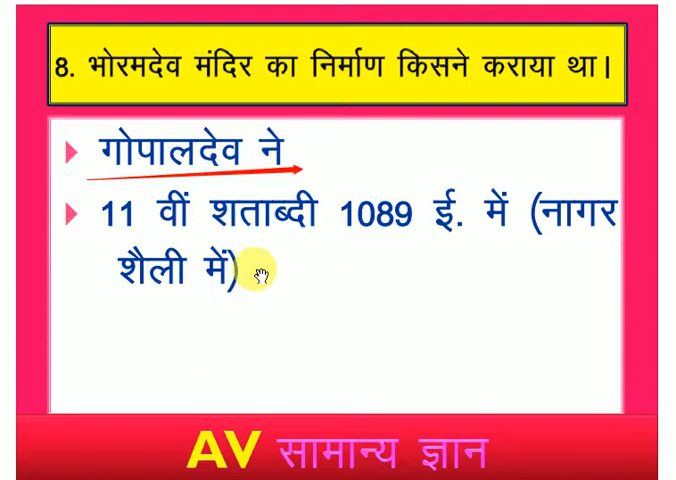 8. भोरमदेव मंदिर का निर्माण किसने कराया था।
गोपालदेव ने
11 वीं शताब्दी 1089 ई. में (नागर
शैली में)
AV सामान्य ज्ञान